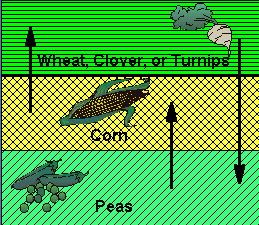 Wheat, Clover, or Turnips
Corn
Peas